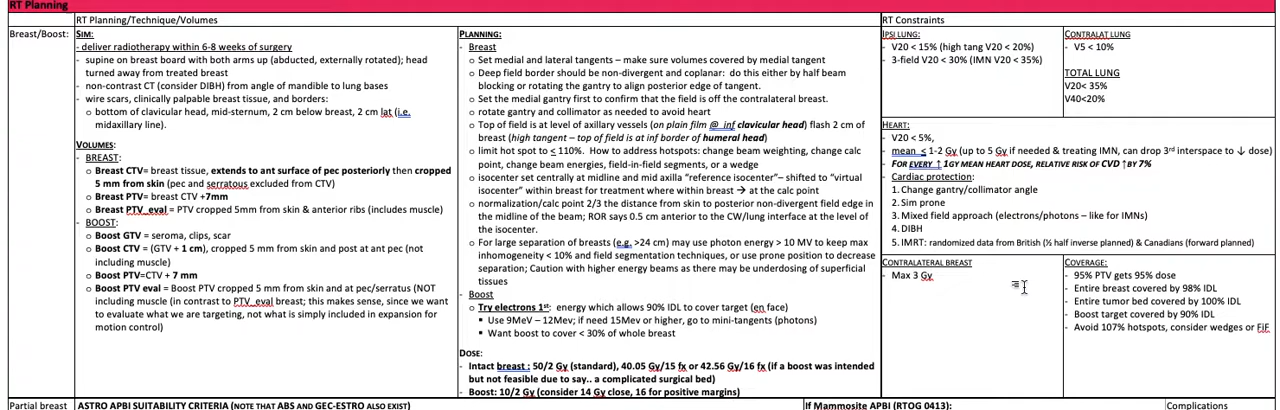 RT Planning
RT Planning/Technique/Volumes
RT Constraints
Breast/Boost:
SIM:
- deliver radiotherapy within 6-8 weeks of surgery
- supine on breast board with both arms up (abducted, externally rotated); head
turned away from treated breast
- non-contrast CT (consider DIBH) from angle of mandible to lung bases
- wire scars, clinically palpable breast tissue, and borders:
o bottom of clavicular head, mid-sternum, 2 cm below breast, 2 cm lat (i.e.
midaxillary line).
VOLUMES:
- BREAST:
o Breast CTV= breast tissue, extends to ant surface of pec posteriorly then cropped
5 mm from skin (pec and serratous excluded from CTV)
o Breast PTV= breast CTV +7mm
o Breast PTV_eval = PTV cropped 5mm from skin & anterior ribs (includes muscle)
- BOOST:
o Boost GTV = seroma, clips, scar
o Boost CTV = (GTV + 1 cm), cropped 5 mm from skin and post at ant pec (not
including muscle)
o Boost PTV=CTV + 7 mm
o Boost PTV eval = Boost PTV cropped 5 mm from skin and at pec/serratus (NOT
including muscle (in contrast to PTV_eval breast; this makes sense, since we want
to evaluate what we are targeting, not what is simply included in expansion for
motion control)
PLANNING:
- Breast
o Set medial and lateral tangents – make sure volumes covered by medial tangent
o Deep field border should be non-divergent and coplanar: do this either by half beam
blocking or rotating the gantry to align posterior edge of tangent.
o Set the medial gantry first to confirm that the field is off the contralateral breast.
o rotate gantry and collimator as needed to avoid heart
o Top of field is at level of axillary vessels (on plain film @ inf clavicular head) flash 2 cm of
breast (high tangent – top of field is at inf border of humeral head)
o limit hot spot to ≤ 110%. How to address hotspots: change beam weighting, change calc
point, change beam energies, field-in-field segments, or a wedge
o isocenter set centrally at midline and mid axilla "reference isocenter"– shifted to "virtual
isocenter" within breast for treatment where within breast → at the calc point
o normalization/calc point 2/3 the distance from skin to posterior non-divergent field edge in
the midline of the breast; ROR says 0.5 cm anterior to the CW/lung interface at the level of
the isocenter.
o For large separation of breasts (e.g. >24 cm) may use photon energy > 10 MV to keep max
inhomogeneity < 10% and field segmentation techniques, or use prone position to decrease
separation; Caution with higher energy beams as there may be underdosing of superficial
tissues
- Boost
o Try electrons 1st: energy which allows 90% IDL to cover target (en face)
▪ Use 9MeV – 12Mev; if need 15Mev or higher, go to mini-tangents (photons)
▪ Want boost to cover < 30% of whole breast
DOSE:
- Intact breast : 50/2 Gy (standard), 40.05 Gy/15 fx or 42.56 Gy/16 fx (if a boost was intended
but not feasible due to say.. a complicated surgical bed)
- Boost: 10/2 Gy (consider 14 Gy close, 16 for positive margins)
IPSI LUNG:
- V20 < 15% (high tang V20 < 20%)
- 3-field V20 < 30% (IMN V20 < 35%)
CONTRALAT LUNG
- V5 < 10%
TOTAL LUNG
V20< 35%
V40<20%
HEART:
- V20 < 5%,
- mean ≤ 1-2 Gy (up to 5 Gy if needed & treating IMN, can drop 3rd interspace to ↓ dose)
- FOR EVERY ↑ 1GY MEAN HEART DOSE, RELATIVE RISK OF CVD ↑ BY 7%
- Cardiac protection:
1. Change gantry/collimator angle
2. Sim prone
3. Mixed field approach (electrons/photons – like for IMNs)
4. DIBH
5. IMRT: randomized data from British (½ half inverse planned) & Canadians (forward planned)
CONTRALATERAL BREAST
- Max 3 Gy
COVERAGE:
- 95% PTV gets 95% dose
- Entire breast covered by 98% IDL
- Entire tumor bed covered by 100% IDL
- Boost target covered by 90% IDL
- Avoid 107% hotspots, consider wedges or FiF
Partial breast
ASTRO APBI SUITABILITY CRITERIA (NOTE THAT ABS AND GEC-ESTRO ALSO EXIST)
If Mammosite APBI (RTOG 0413):
Complications